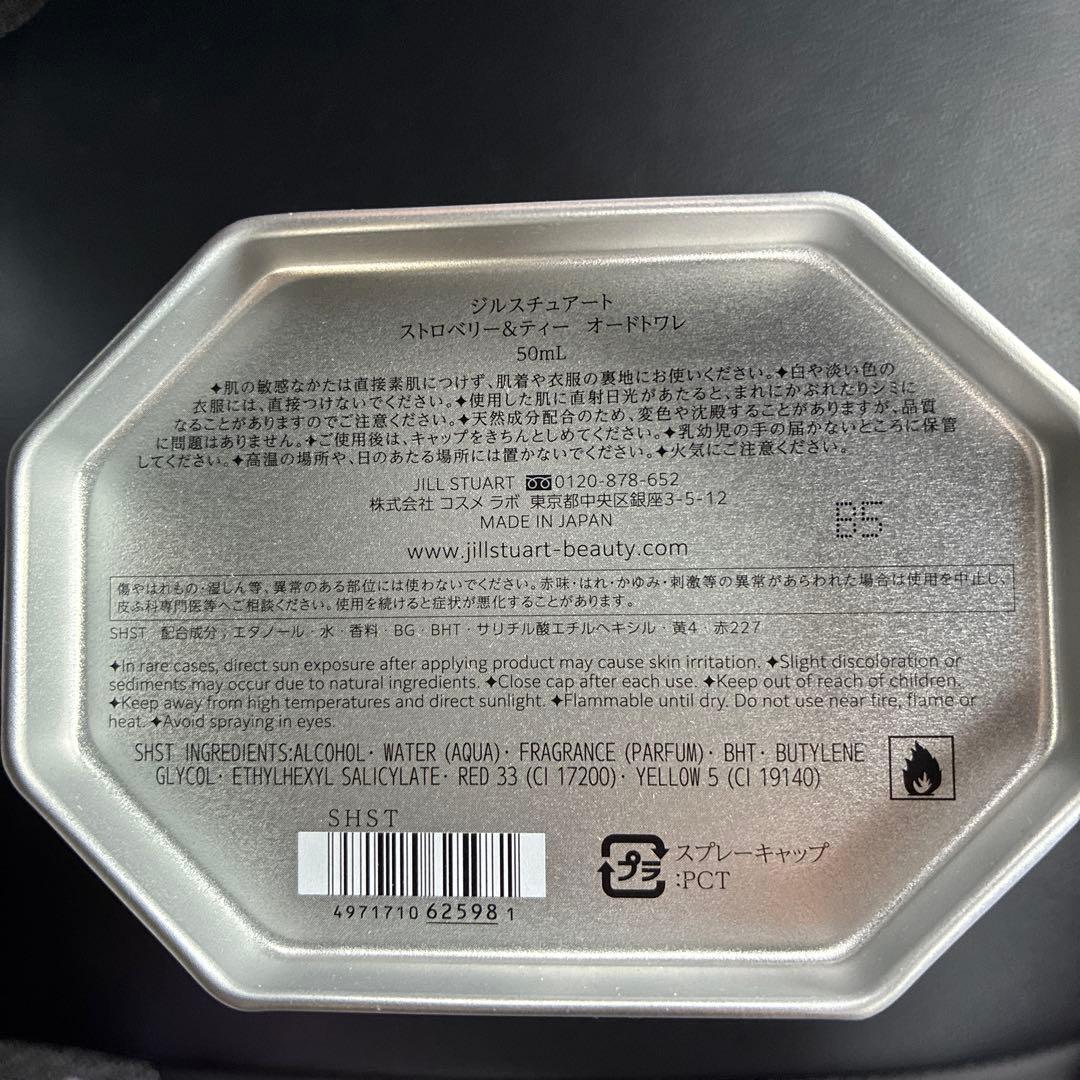 ジルスチュアート
ストロベリー&ティー オードトワレ
50mL
✦肌の敏感なかたは直接素肌につけず、肌着や衣服の裏地にお使いください。✦白や淡い色の
衣服には、直接つけないでください。✦使用した肌に直射日光があたると、まれにかぶれたりシミに
なることがありますのでご注意ください。✦天然成分配合のため、変色や沈殿することがありますが、品質
に問題はありません。✦ご使用後は、キャップをきちんとしめてください。✦乳幼児の手の届かないところに保管
してください。✦高温の場所や、日のあたる場所には置かないでください。✦火気にご注意ください。
JILL STUART 0120-878-652
株式会社 コスメ ラボ 東京都中央区銀座3-5-12
MADE IN JAPAN
B5
www.jillstuart-beauty.com
傷やはれもの・湿しん等、異常のある部位には使わないでください。赤味・はれ・かゆみ・刺激等の異常があらわれた場合は使用を中止し、
皮ふ科専門医等へご相談ください。使用を続けると症状が悪化することがあります。
SHST 配合成分；エタノール・水・香料・BG・BHT・サリチル酸エチルヘキシル・黄4・赤227
✦In rare cases, direct sun exposure after applying product may cause skin irritation. ✦Slight discoloration or
sediments may occur due to natural ingredients. ✦Close cap after each use. ✦Keep out of reach of children.
✦Keep away from high temperatures and direct sunlight. ✦Flammable until dry. Do not use near fire, flame or
heat. ✦Avoid spraying in eyes.
SHST INGREDIENTS:ALCOHOL・ WATER (AQUA)・ FRAGRANCE (PARFUM)・ BHT・ BUTYLENE
GLYCOL・ ETHYLHEXYL SALICYLATE・ RED 33 (CI 17200)・ YELLOW 5 (CI 19140)
SHST
4971710 62598 1
プラ
スプレーキャップ
:PCT